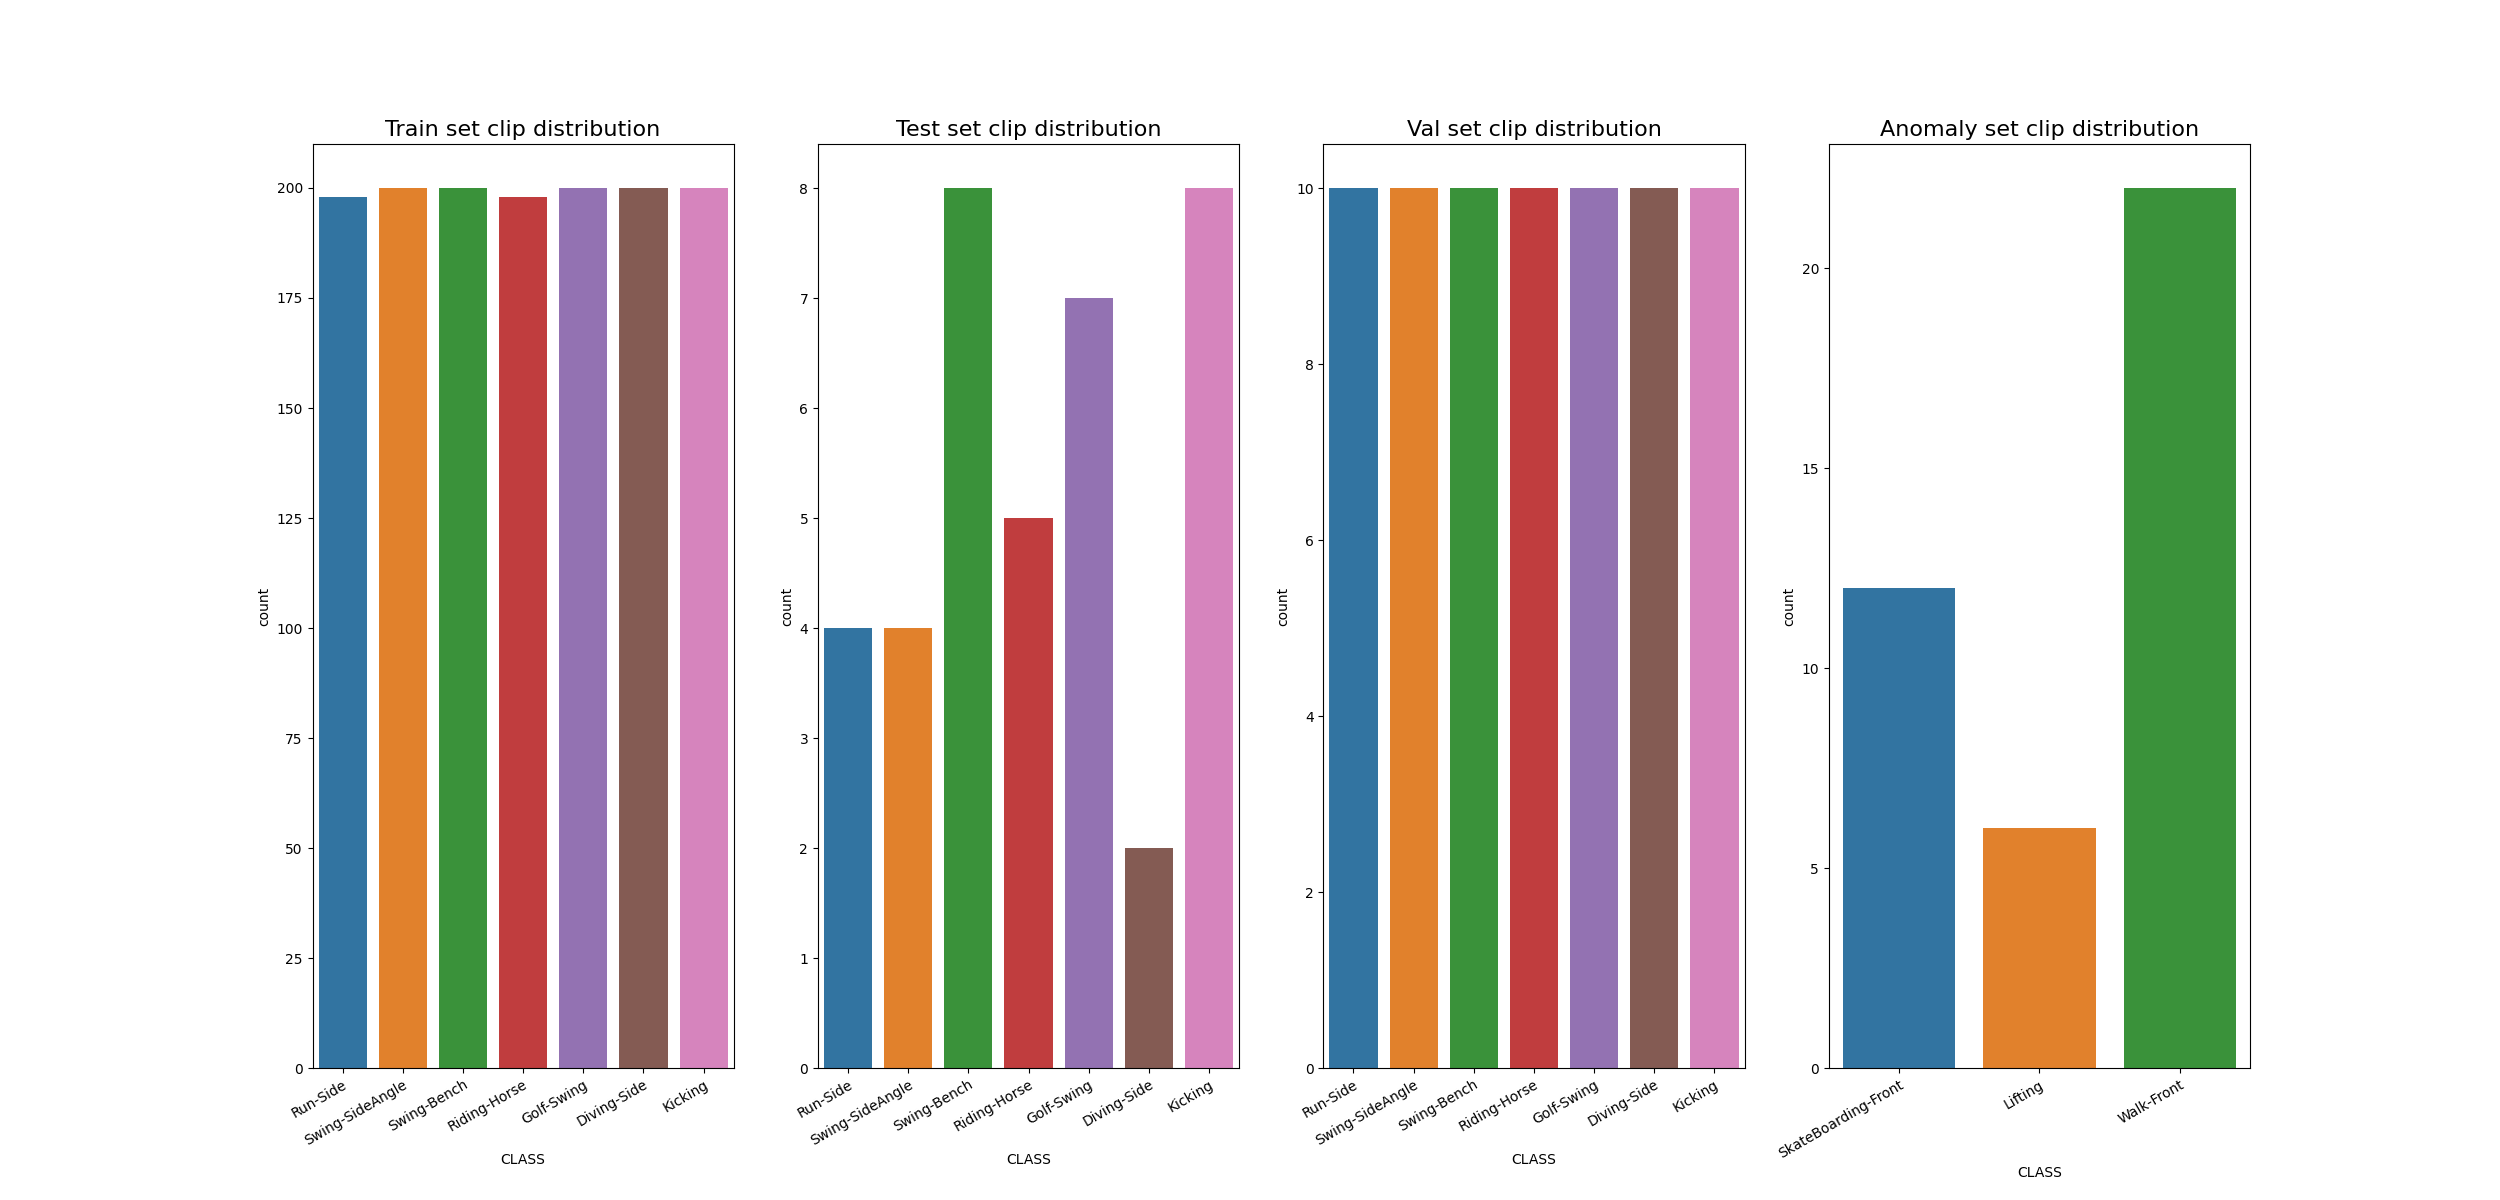 Train set clip distribution
200
175
150
125
100
75
50
25
0
count
Run-Side
Swing-SideAngle
Swing-Bench
Riding-Horse
Golf-Swing
Diving-Side
Kicking
CLASS
Test set clip distribution
8
7
6
5
4
3
2
1
0
count
Run-Side
Swing-SideAngle
Swing-Bench
Riding-Horse
Golf-Swing
Diving-Side
Kicking
CLASS
Val set clip distribution
10
8
6
4
2
0
count
Run-Side
Swing-SideAngle
Swing-Bench
Riding-Horse
Golf-Swing
Diving-Side
Kicking
CLASS
Anomaly set clip distribution
20
15
10
5
0
count
SkateBoarding-Front
Lifting
Walk-Front
CLASS